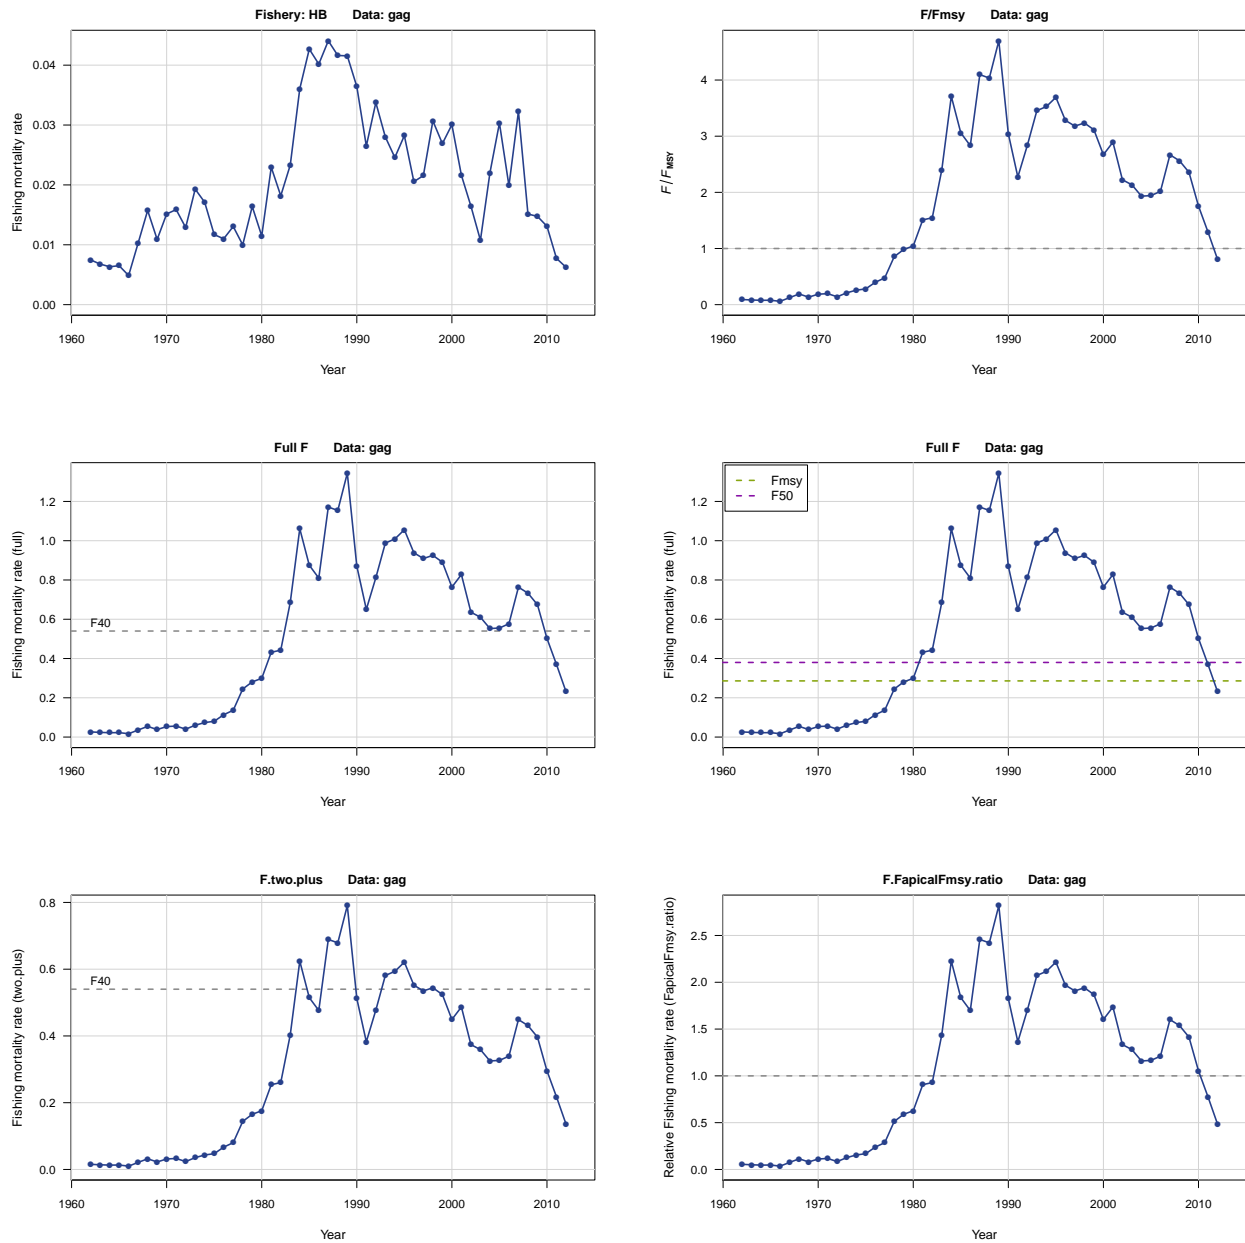 Fishery: HB Data: gag
Fishing mortality rate
0.04
0.03
0.02
0.01
0.00
1960 1970 1980 1990 2000 2010
Year
F/Fmsy Data: gag
F / FMSY
4
3
2
1
0
1960 1970 1980 1990 2000 2010
Year
Full F Data: gag
Fishing mortality rate (full)
1.2
1.0
0.8
0.6
0.4
0.2
0.0
F40
1960 1970 1980 1990 2000 2010
Year
Full F Data: gag
Fishing mortality rate (full)
1.2
1.0
0.8
0.6
0.4
0.2
0.0
Fmsy
F50
1960 1970 1980 1990 2000 2010
Year
F.two.plus Data: gag
Fishing mortality rate (two.plus)
0.8
0.6
0.4
0.2
0.0
F40
1960 1970 1980 1990 2000 2010
Year
F.FapicalFmsy.ratio Data: gag
Relative Fishing mortality rate (FapicalFmsy.ratio)
2.5
2.0
1.5
1.0
0.5
0.0
1960 1970 1980 1990 2000 2010
Year